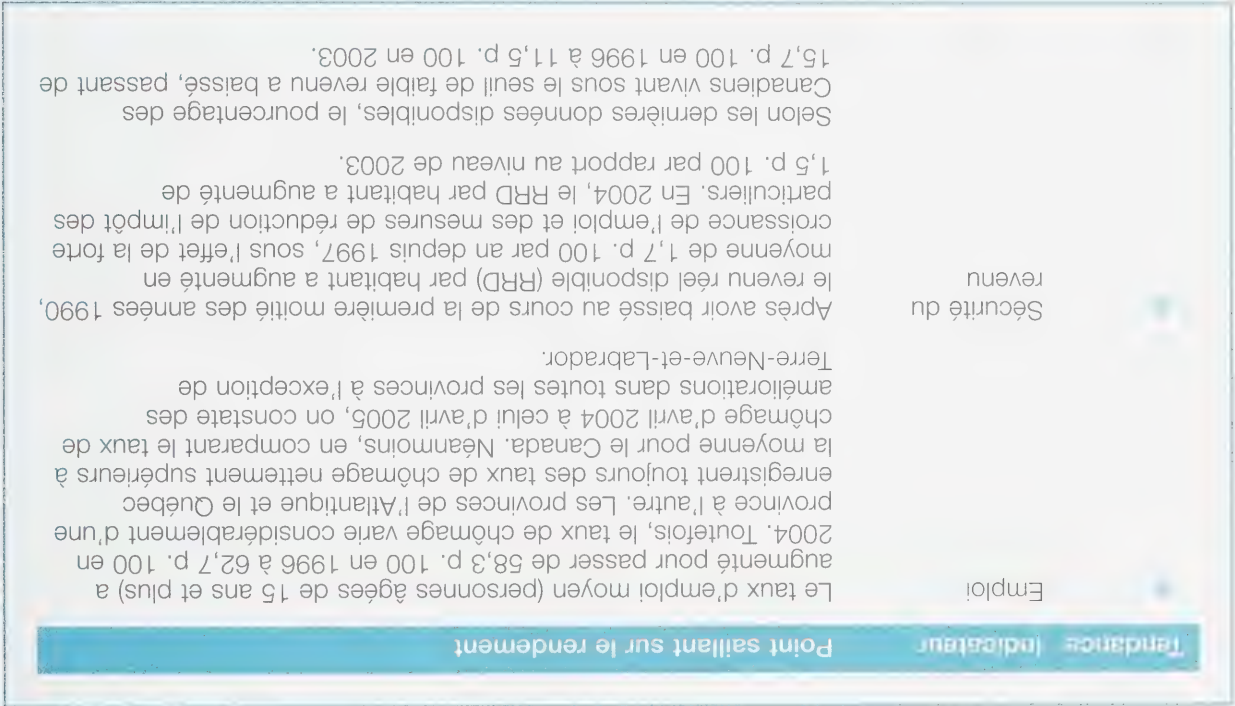 Tendance Indicateur Point saillant sur le rendement
Emploi Le taux d'emploi moyen (personnes âgées de 15 ans et plus) a
augmenté pour passer de 58,3 p. 100 en 1996 à 62,7 p. 100 en
2004. Toutefois, le taux de chômage varie considérablement d'une
province à l'autre. Les provinces de l'Atlantique et le Québec
enregistrent toujours des taux de chômage nettement supérieurs à
la moyenne pour le Canada. Néanmoins, en comparant le taux de
chômage d'avril 2004 à celui d'avril 2005, on constate des
améliorations dans toutes les provinces à l'exception de
Terre-Neuve-et-Labrador.
Sécurité du
revenu
Après avoir baissé au cours de la première moitié des années 1990,
le revenu réel disponible (RRD) par habitant a augmenté en
moyenne de 1,7 p. 100 par an depuis 1997, sous l'effet de la forte
croissance de l'emploi et des mesures de réduction de l'impôt des
particuliers. En 2004, le RRD par habitant a augmenté de
1,5 p. 100 par rapport au niveau de 2003.
Selon les dernières données disponibles, le pourcentage des
Canadiens vivant sous le seuil de faible revenu a baissé, passant de
15,7 p. 100 en 1996 à 11,5 p. 100 en 2003.